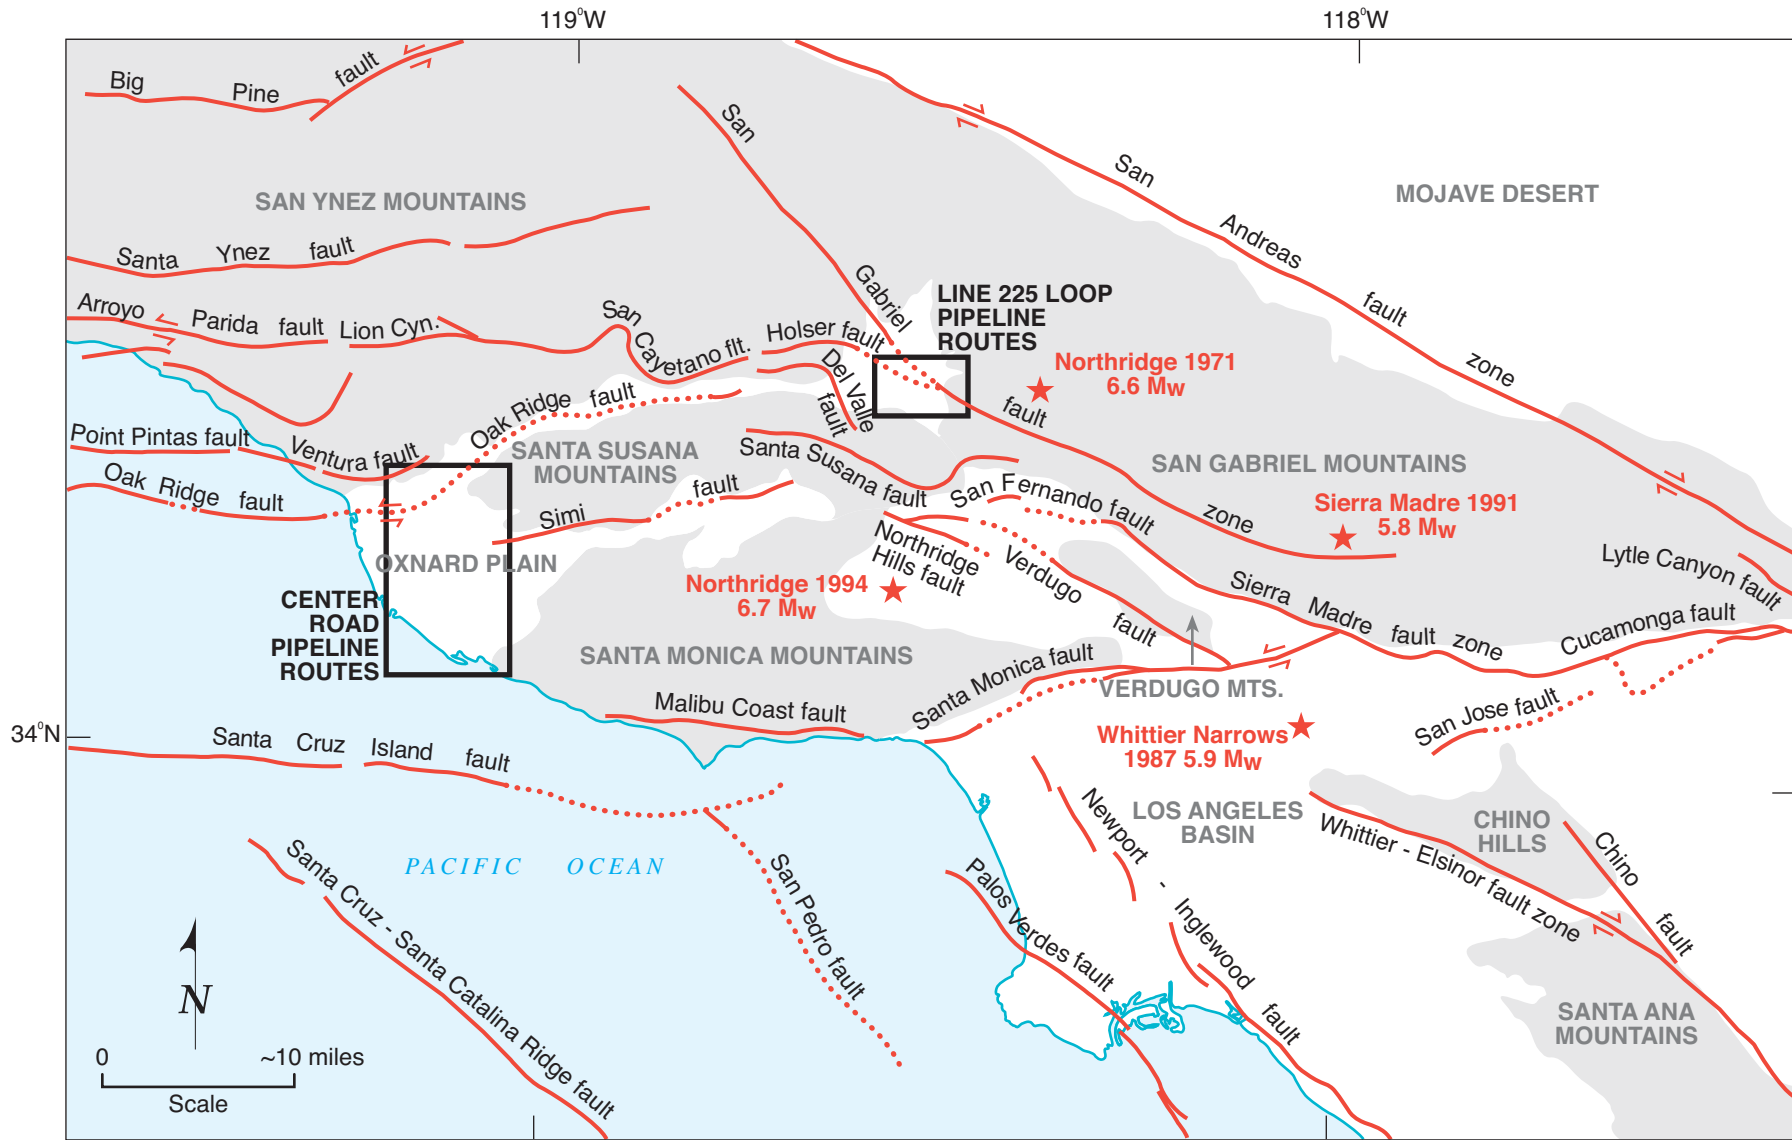 119°W
118°W
Big Pine fault
San Andreas fault zone
MOJAVE DESERT
SAN YNEZ MOUNTAINS
Santa Ynez fault
San Gabriel fault zone
LINE 225 LOOP
PIPELINE
ROUTES
Arroyo Parida fault
Lion Cyn.
San Cayetano flt.
Holser fault
Del Valle
fault
Northridge 1971
6.6 Mw
Oak Ridge fault
Point Pintas fault
Ventura fault
SANTA SUSANA
MOUNTAINS
Santa Susana fault
SAN GABRIEL MOUNTAINS
Oak Ridge fault
Simi fault
San Fernando fault
Sierra Madre 1991
5.8 Mw
OXNARD PLAIN
Northridge
Hills fault
Verdugo fault
Lytle Canyon fault
Northridge 1994
6.7 Mw
CENTER
ROAD
PIPELINE
ROUTES
Sierra Madre fault zone
Cucamonga fault
SANTA MONICA MOUNTAINS
Santa Monica fault
VERDUGO MTS.
Malibu Coast fault
San Jose fault
34°N
Santa Cruz Island fault
Whittier Narrows
1987 5.9 Mw
Newport - Inglewood fault
LOS ANGELES
BASIN
CHINO
HILLS
Whittier - Elsinor fault zone
Chino fault
PACIFIC OCEAN
Santa Cruz - Santa Catalina Ridge fault
San Pedro fault
Palos Verdes fault
SANTA ANA
MOUNTAINS
N
0 ~10 miles
Scale